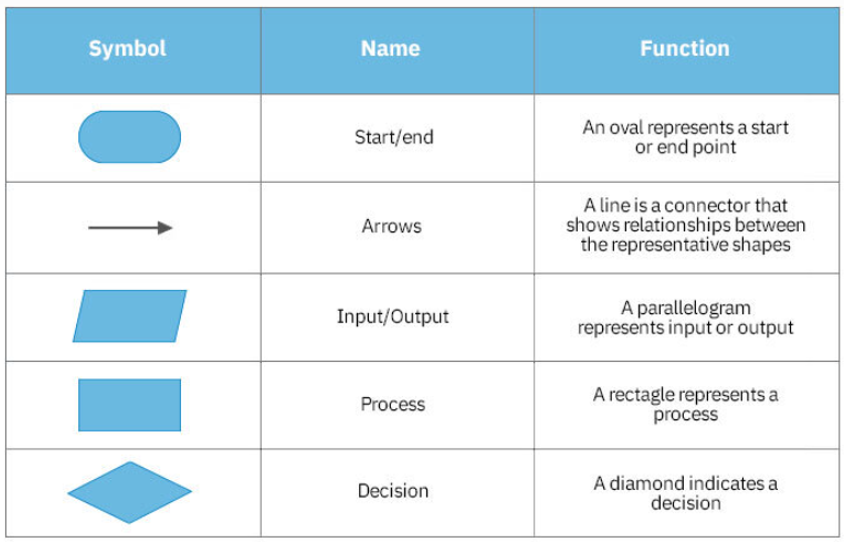 Symbol
Name
Function
Start/end
An oval represents a start
or end point
Arrows
A line is a connector that
shows relationships between
the representative shapes
Input/Output
A parallelogram
represents input or output
Process
A rectagle represents a
process
Decision
A diamond indicates a
decision